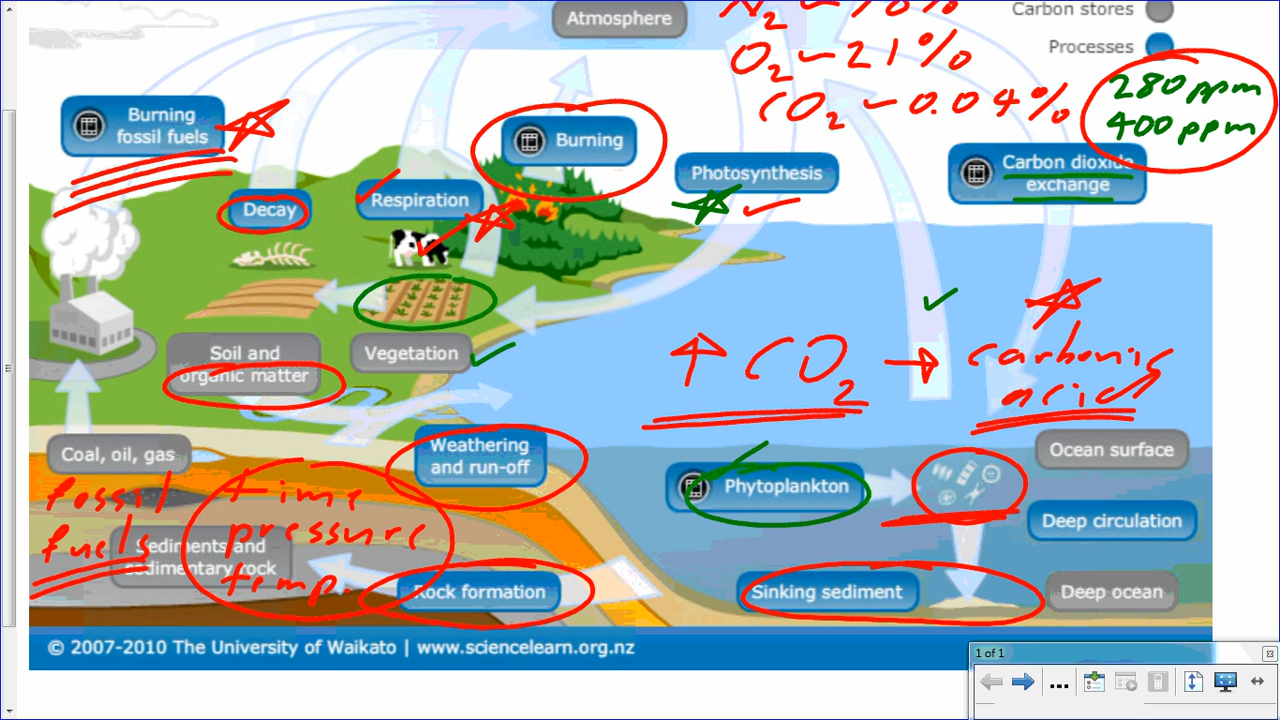 Atmosphere
Carbon stores
Processes
O2 ~ 21%
CO2 ~ 0.04%
280 ppm
400 ppm
Burning
fossil fuels
Burning
Photosynthesis
Carbon dioxide
exchange
Decay
Respiration
Soil and
organic matter
Vegetation
↑ CO2 → carbonic
acid
Coal, oil, gas
Weathering
and run-off
Ocean surface
Phytoplankton
Deep circulation
fossil
fuels
time
pressure
temp.
Sediments and
sedimentary rock
Rock formation
Sinking sediment
Deep ocean
© 2007-2010 The University of Waikato | www.sciencelearn.org.nz
1 of 1